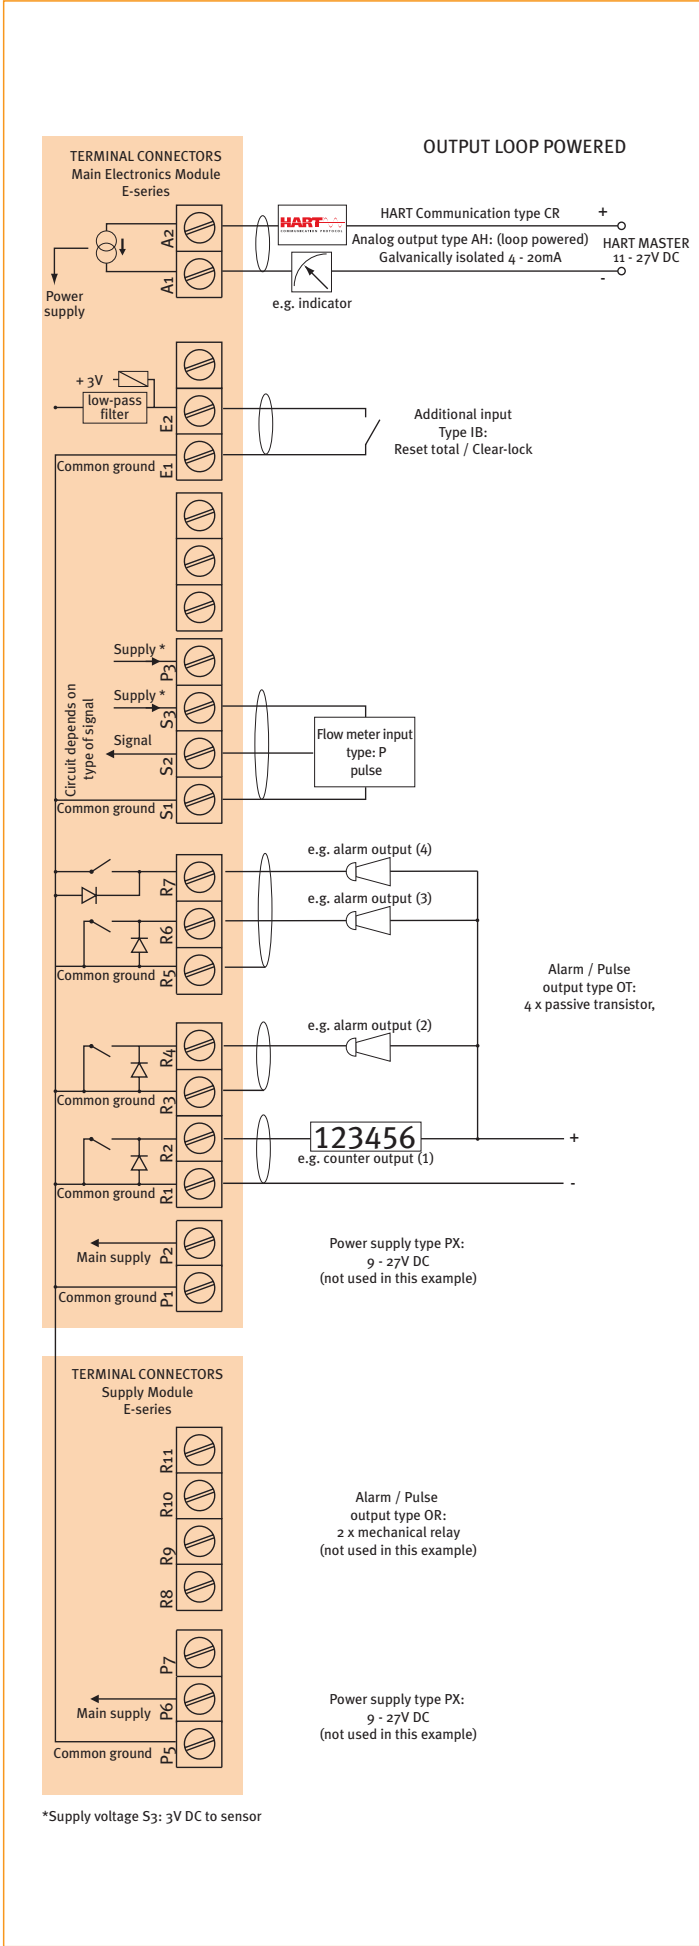 OUTPUT LOOP POWERED
TERMINAL CONNECTORS
Main Electronics Module
E-series
A2
A1
Power
supply
HART
COMMUNICATION PROTOCOL
HART Communication type CR
+
Analog output type AH: (loop powered)
Galvanically isolated 4 - 20mA
HART MASTER
11 - 27V DC
-
e.g. indicator
+ 3V
low-pass
filter
E2
Common ground
E1
Additional input
Type IB:
Reset total / Clear-lock
Supply *
P3
Supply *
S3
Signal
S2
Common ground
S1
Circuit depends on
type of signal
Flow meter input
type: P
pulse
R7
R6
Common ground
R5
e.g. alarm output (4)
e.g. alarm output (3)
Alarm / Pulse
output type OT:
4 x passive transistor,
R4
Common ground
R3
e.g. alarm output (2)
R2
Common ground
R1
123456
e.g. counter output (1)
+
-
P2
Main supply
Common ground
P1
Power supply type PX:
9 - 27V DC
(not used in this example)
TERMINAL CONNECTORS
Supply Module
E-series
R11
R10
R9
R8
Alarm / Pulse
output type OR:
2 x mechanical relay
(not used in this example)
P7
P6
Main supply
Common ground
P5
Power supply type PX:
9 - 27V DC
(not used in this example)
*Supply voltage S3: 3V DC to sensor